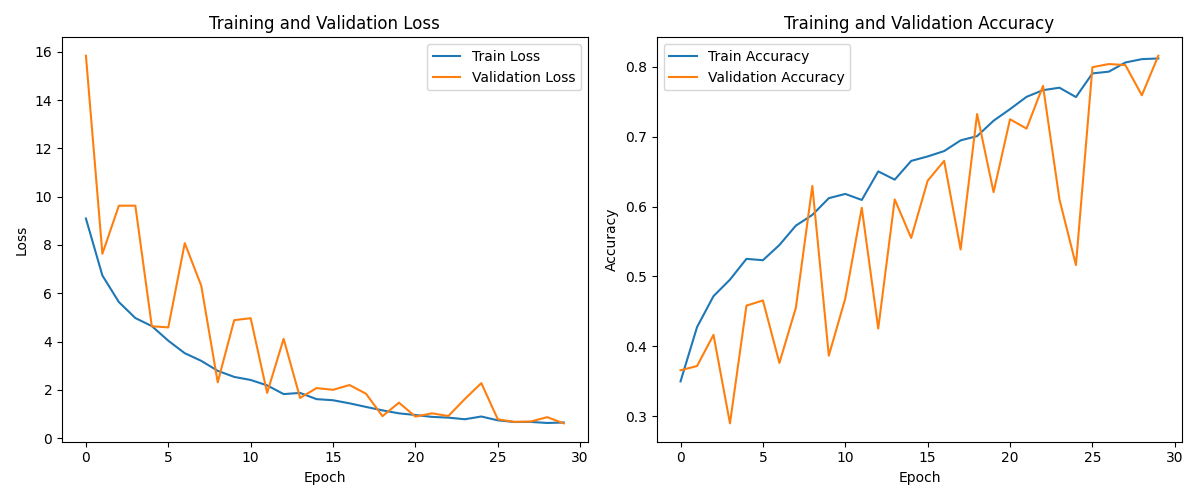 Training and Validation Loss
Train Loss
Validation Loss
16
14
12
10
8
6
4
2
0
Loss
0 5 10 15 20 25 30
Epoch
Training and Validation Accuracy
Train Accuracy
Validation Accuracy
0.8
0.7
0.6
0.5
0.4
0.3
Accuracy
0 5 10 15 20 25 30
Epoch